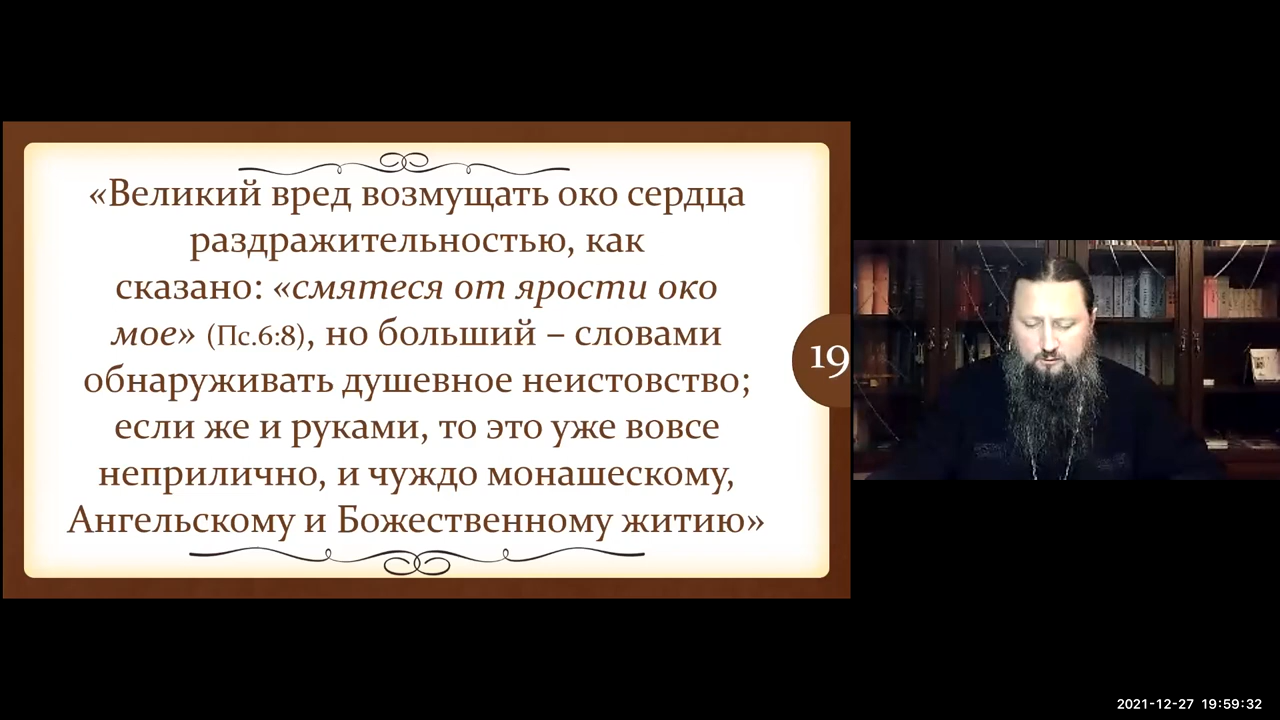 «Великий вред возмущать око сердца
раздражительностью, как
сказано: «смятеся от ярости око
мое» (Пс.6:8), но больший – словами
обнаруживать душевное неистовство;
если же и руками, то это уже вовсе
неприлично, и чуждо монашескому,
Ангельскому и Божественному житию»
19
2021-12-27 19:59:32